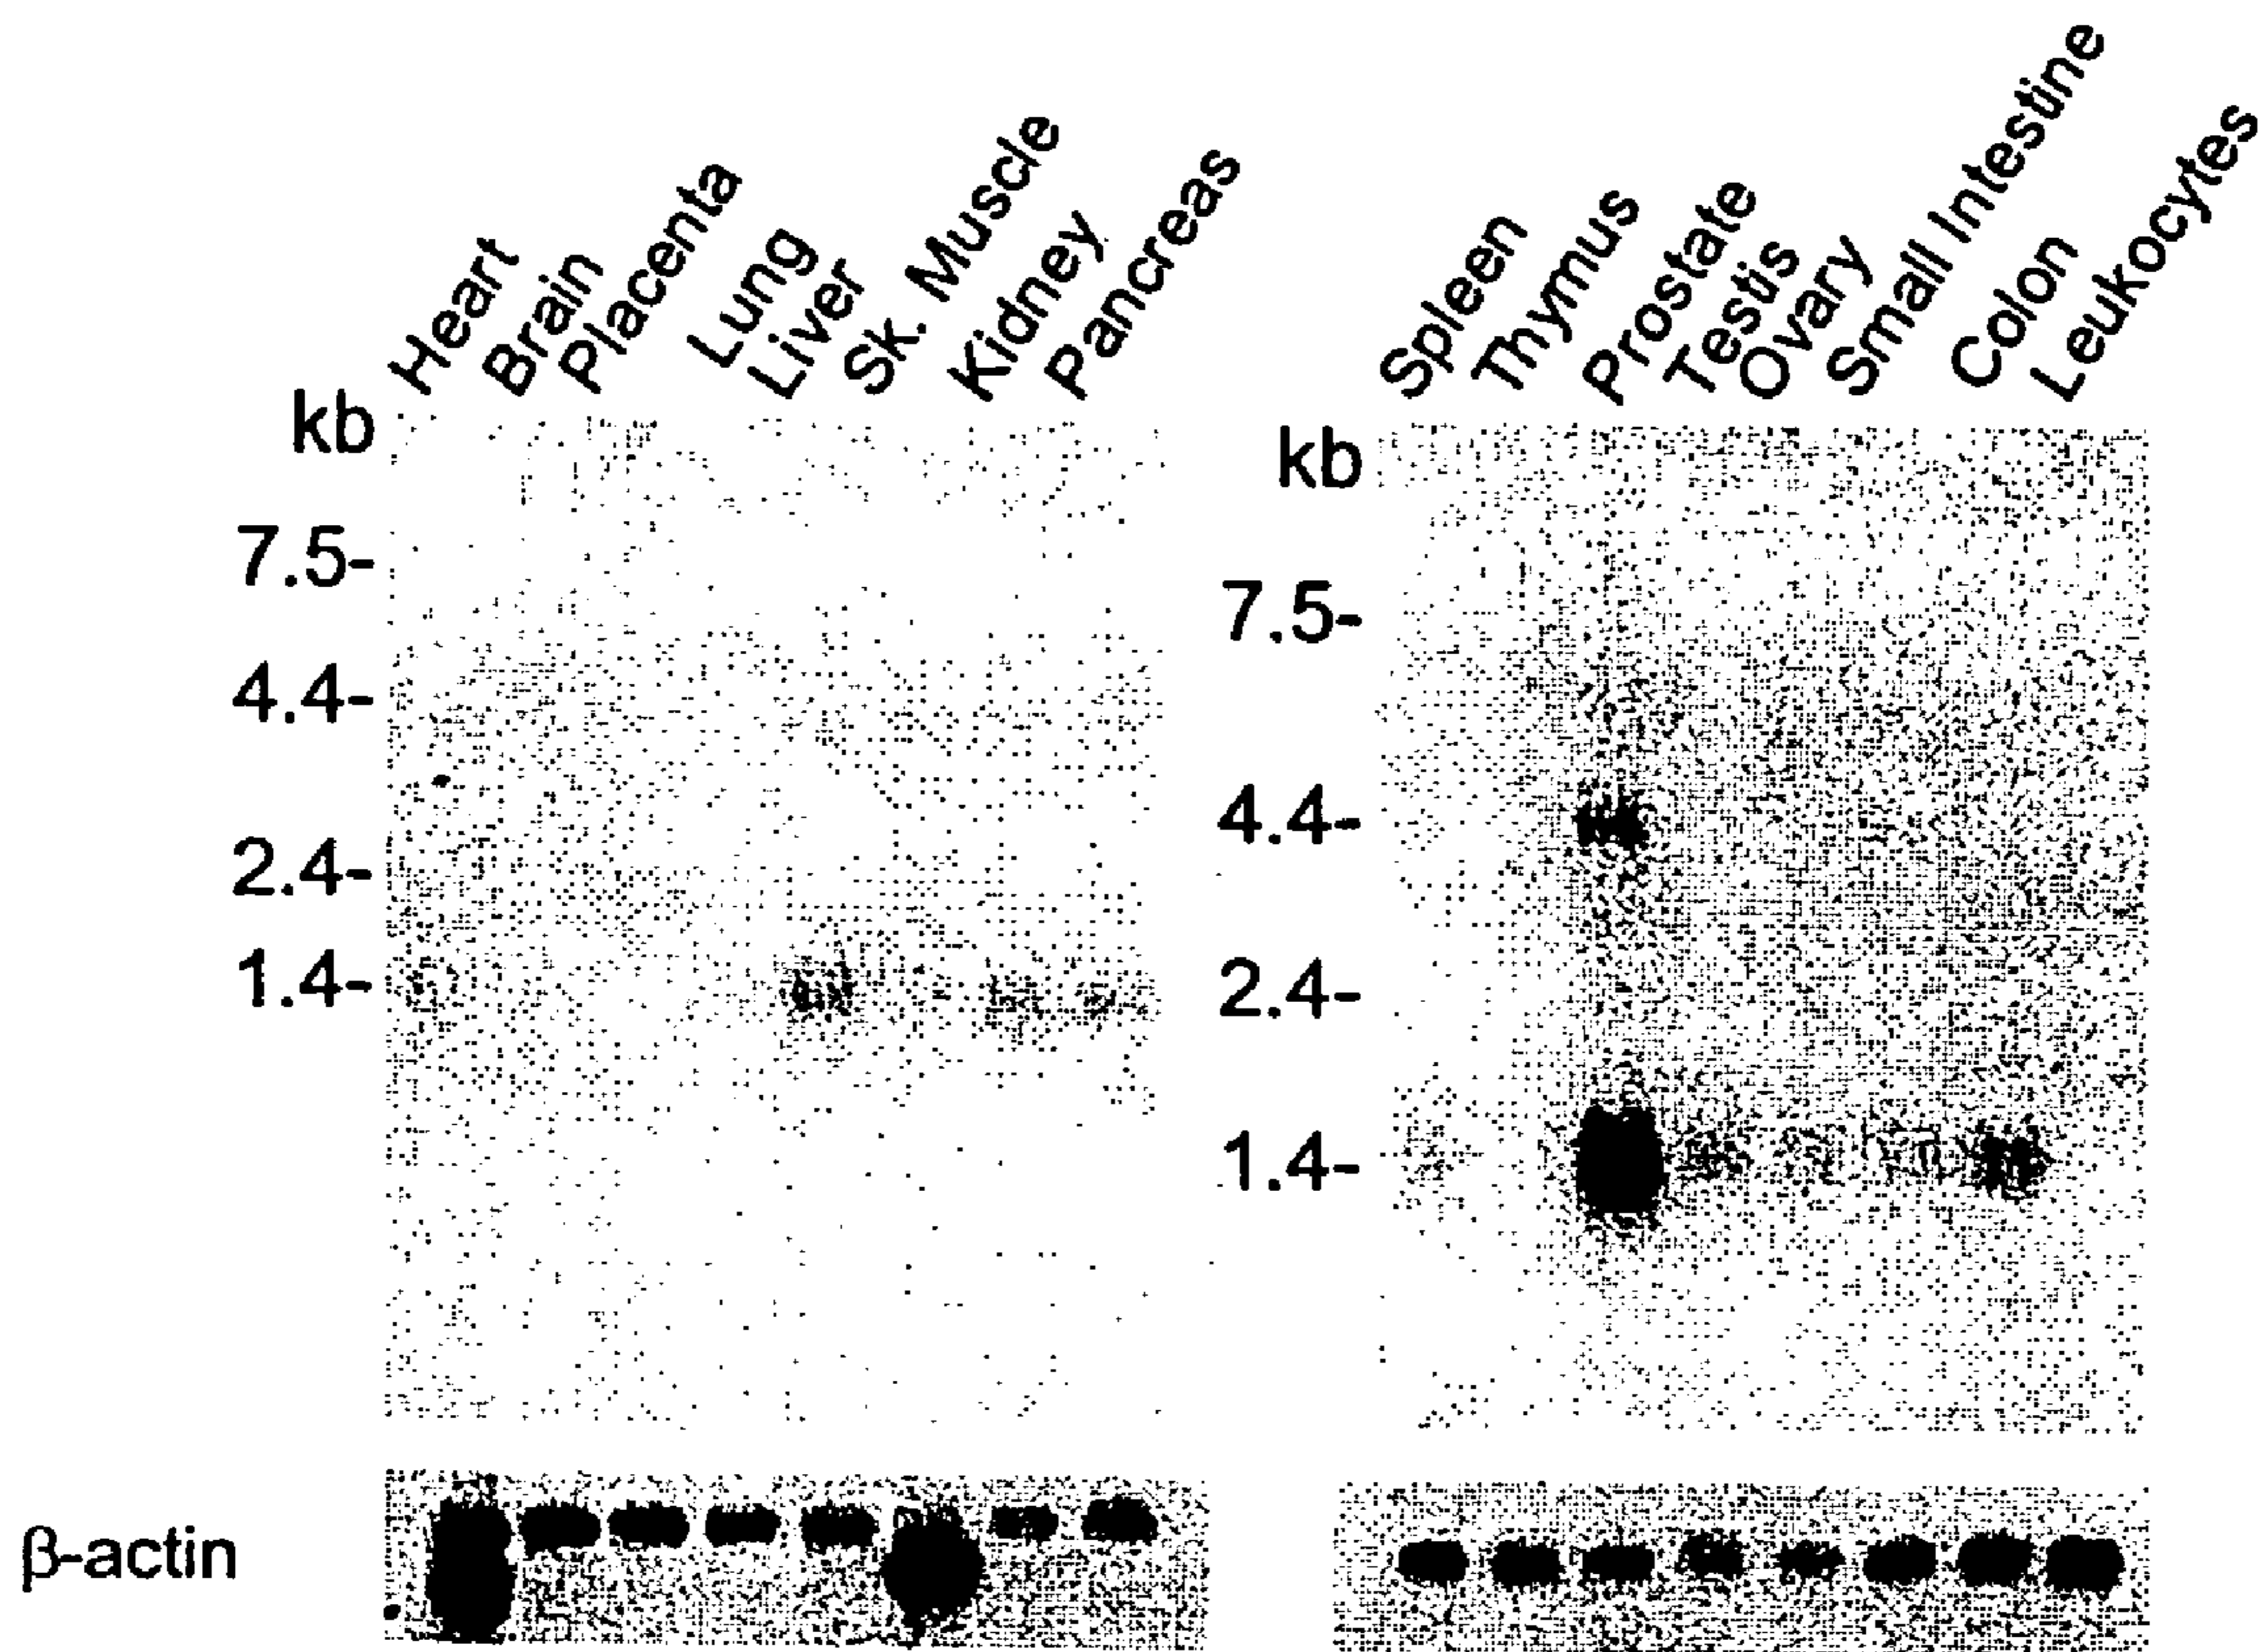 Heart
Brain
Placenta
Lung
Liver
Sk. Muscle
Kidney
Pancreas
kb
7.5-
4.4-
2.4-
1.4-
Spleen
Thymus
Prostate
Testis
Ovary
Small Intestine
Colon
Leukocytes
kb
7.5-
4.4-
2.4-
1.4-
β-actin